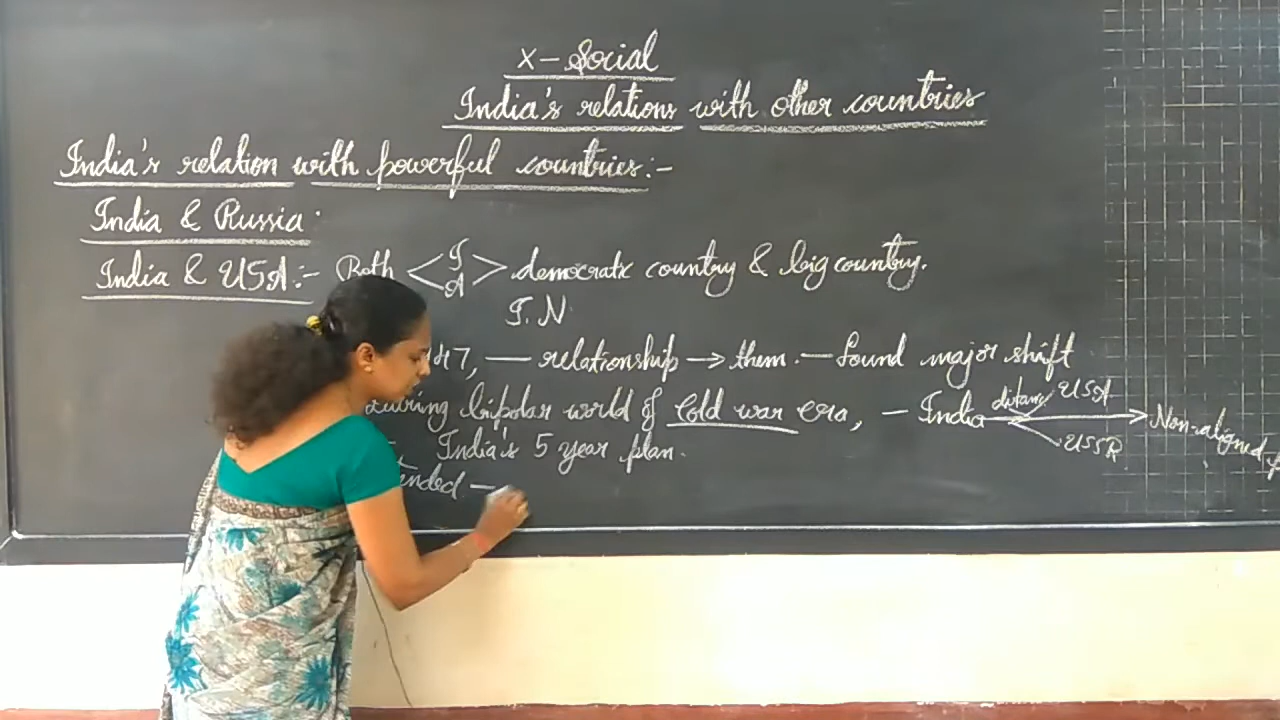 X - Social
India's relations with other countries
India's relation with powerful countries:-
India & Russia
India & USA:- Both < I A > democratic country & big country.
I. N
47, — relationship → them. — found major shift
During bipolar world of Cold war era, — India distance USA USSR → Non-aligned
India's 5 year plan.
ended —